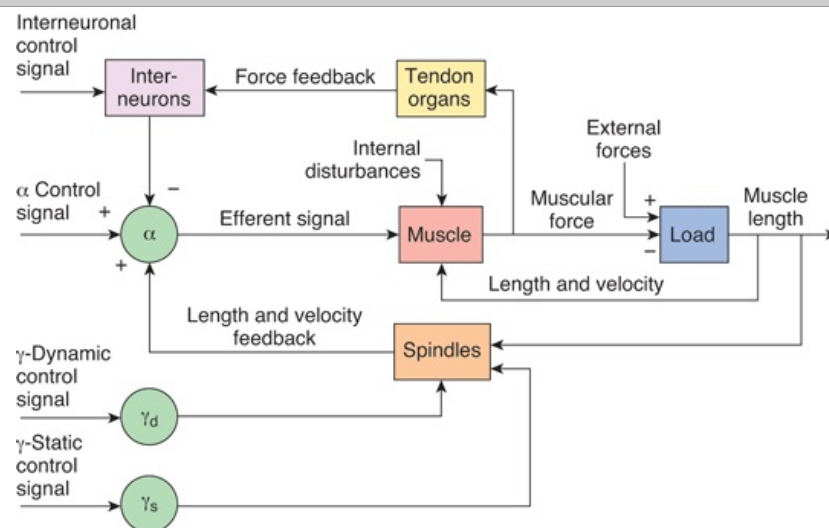 Interneuronal
control
signal
Inter-
neurons
Force feedback
Tendon
organs
External
forces
Internal
disturbances
α Control
signal
+
−
+
α
Efferent signal
Muscle
Muscular
force
+
−
Load
Muscle
length
Length and velocity
Length and velocity
feedback
Spindles
γ-Dynamic
control
signal
γd
γ-Static
control
signal
γs